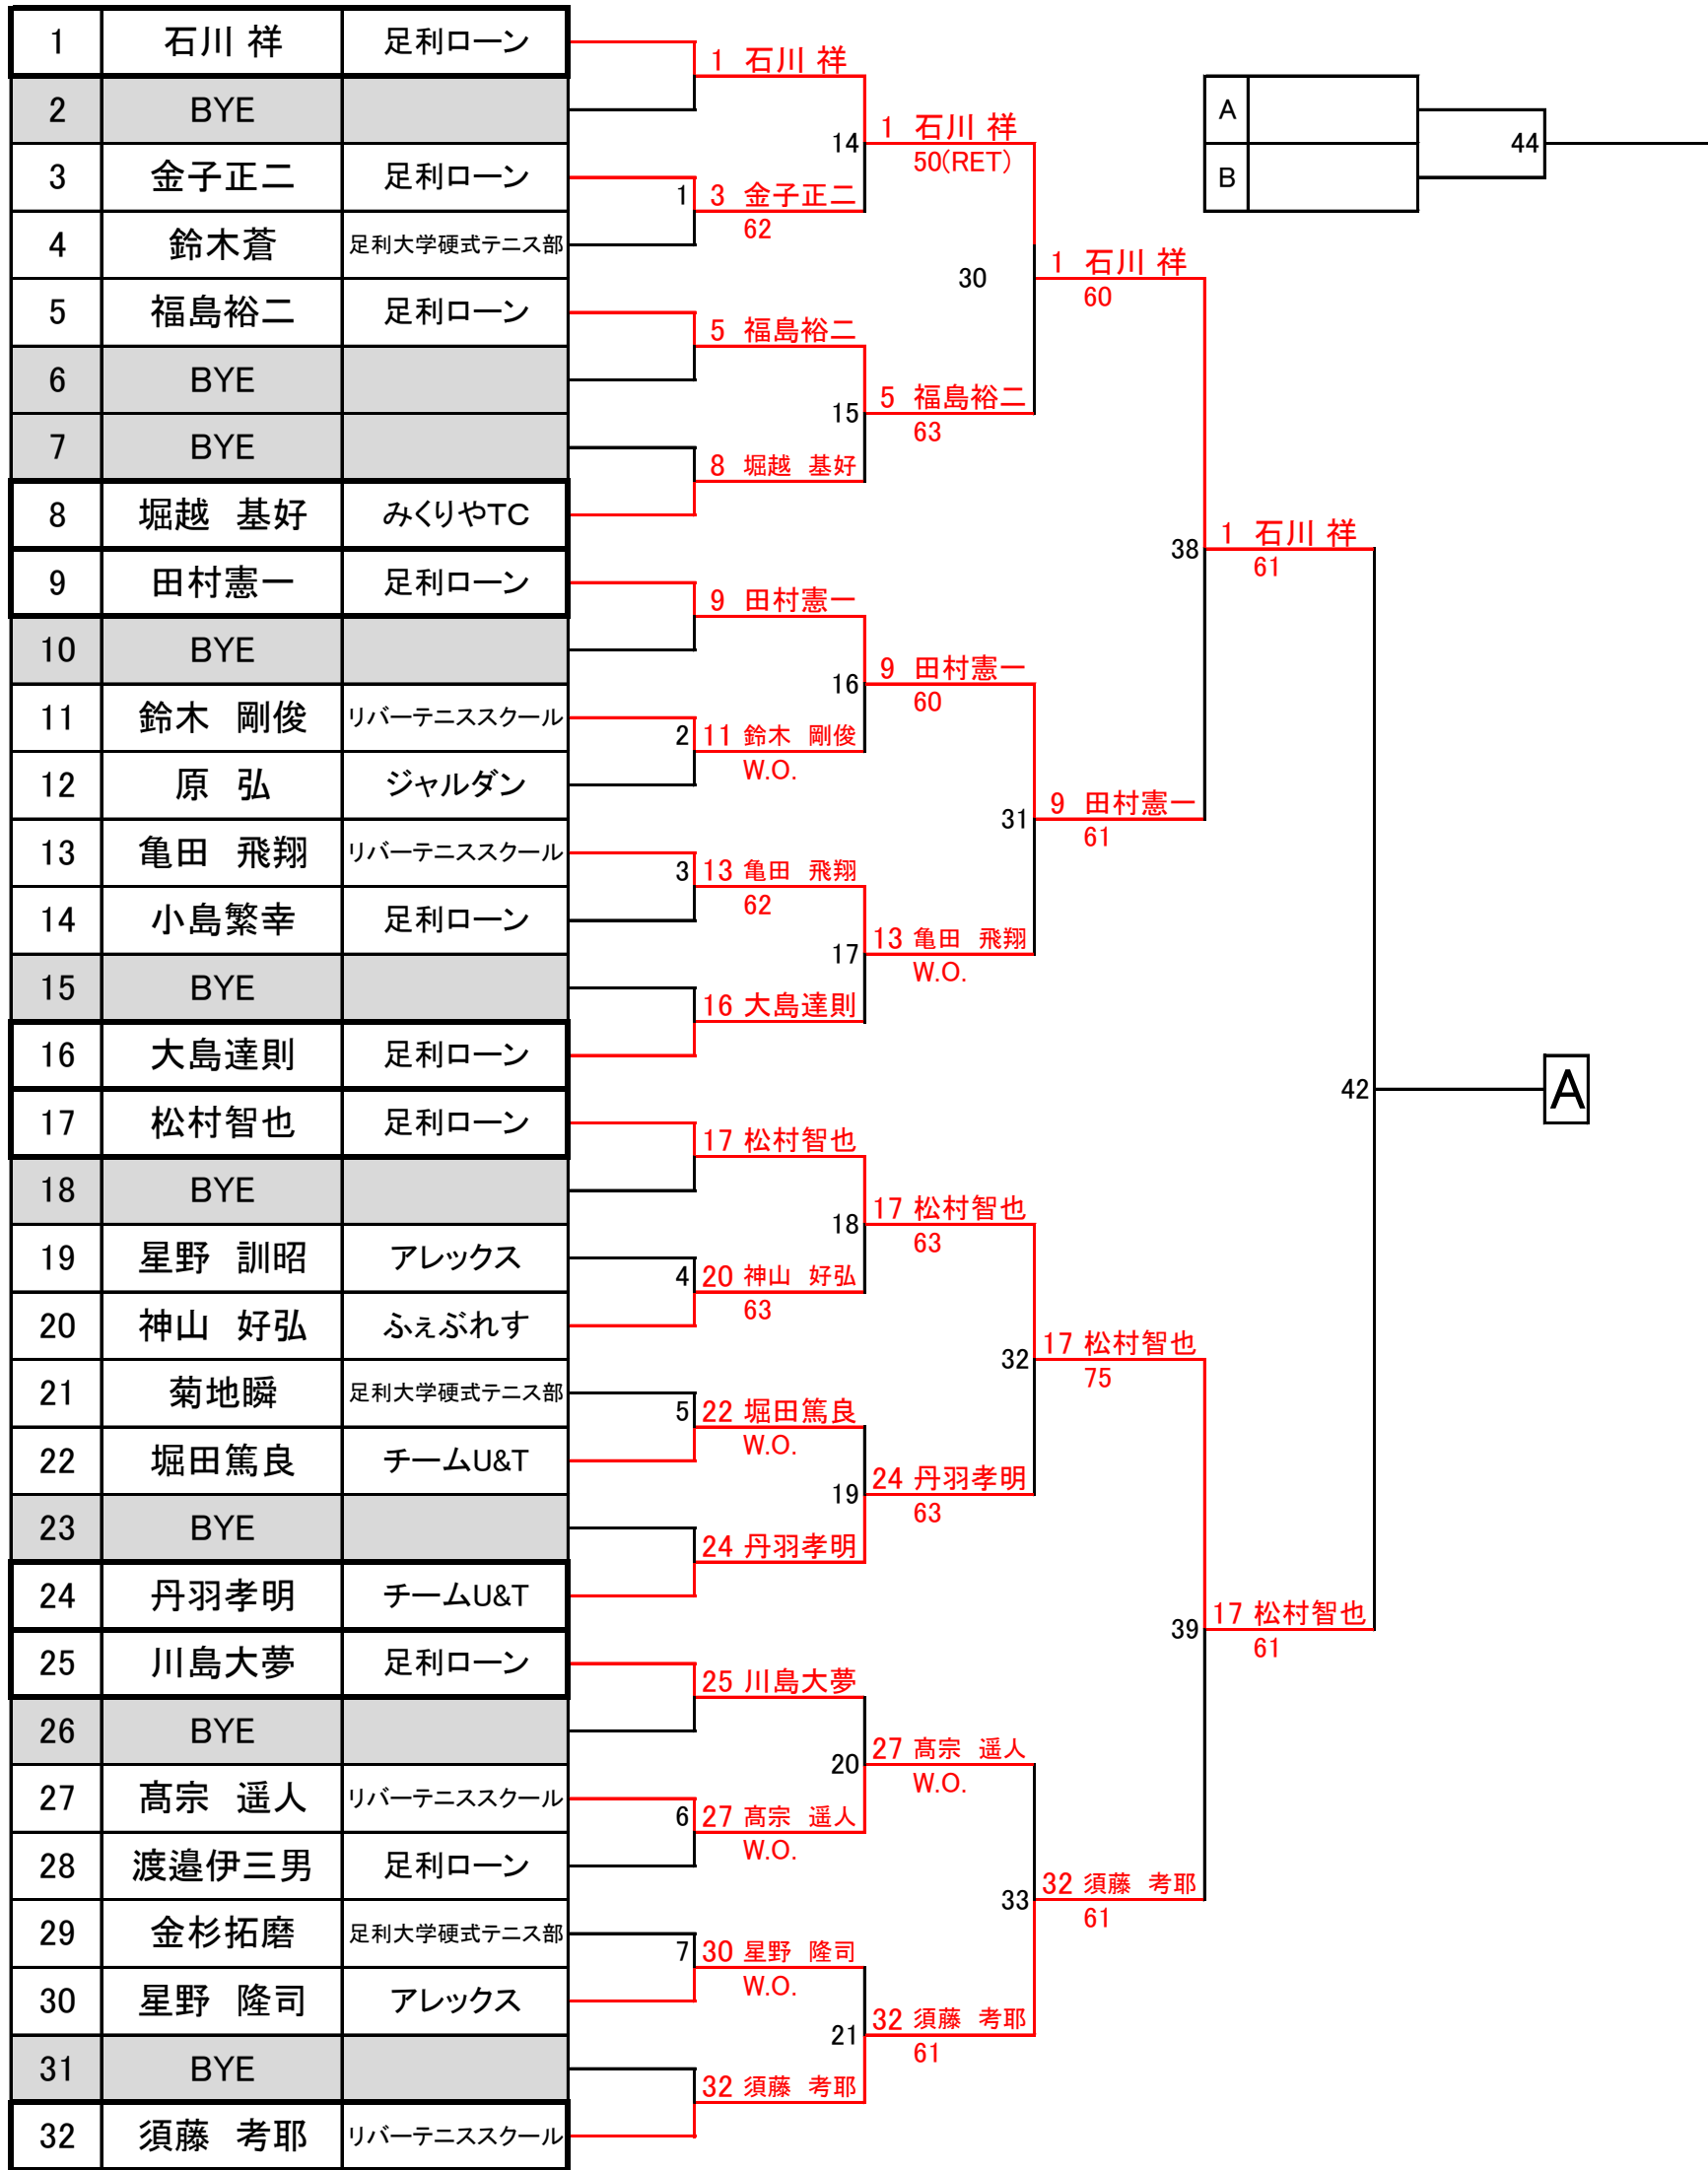 1 石川 祥 足利ローン
2 BYE
3 金子正二 足利ローン
4 鈴木蒼 足利大学硬式テニス部
5 福島裕二 足利ローン
6 BYE
7 BYE
8 堀越　基好 みくりやTC
9 田村憲一 足利ローン
10 BYE
11 鈴木　剛俊 リバーテニススクール
12 原　弘 ジャルダン
13 亀田　飛翔 リバーテニススクール
14 小島繁幸 足利ローン
15 BYE
16 大島達則 足利ローン
17 松村智也 足利ローン
18 BYE
19 星野　訓昭 アレックス
20 神山　好弘 ふぇぶれす
21 菊地瞬 足利大学硬式テニス部
22 堀田篤良 チームU&T
23 BYE
24 丹羽孝明 チームU&T
25 川島大夢 足利ローン
26 BYE
27 髙宗　遥人 リバーテニススクール
28 渡邉伊三男 足利ローン
29 金杉拓磨 足利大学硬式テニス部
30 星野　隆司 アレックス
31 BYE
32 須藤　考耶 リバーテニススクール
1 石川 祥
1
3 金子正二
62
5 福島裕二
8 堀越　基好
9 田村憲一
2
11 鈴木　剛俊
W.O.
3
13 亀田　飛翔
62
16 大島達則
17 松村智也
4
20 神山　好弘
63
5
22 堀田篤良
W.O.
24 丹羽孝明
25 川島大夢
6
27 髙宗　遥人
W.O.
7
30 星野　隆司
W.O.
32 須藤　考耶
14
1 石川 祥
50(RET)
15
5 福島裕二
63
16
9 田村憲一
60
17
13 亀田　飛翔
W.O.
18
17 松村智也
63
19
24 丹羽孝明
63
20
27 髙宗　遥人
W.O.
21
32 須藤　考耶
61
30
1 石川 祥
60
31
9 田村憲一
61
32
17 松村智也
75
33
32 須藤　考耶
61
38
1 石川 祥
61
39
17 松村智也
61
42
A
A
B
44